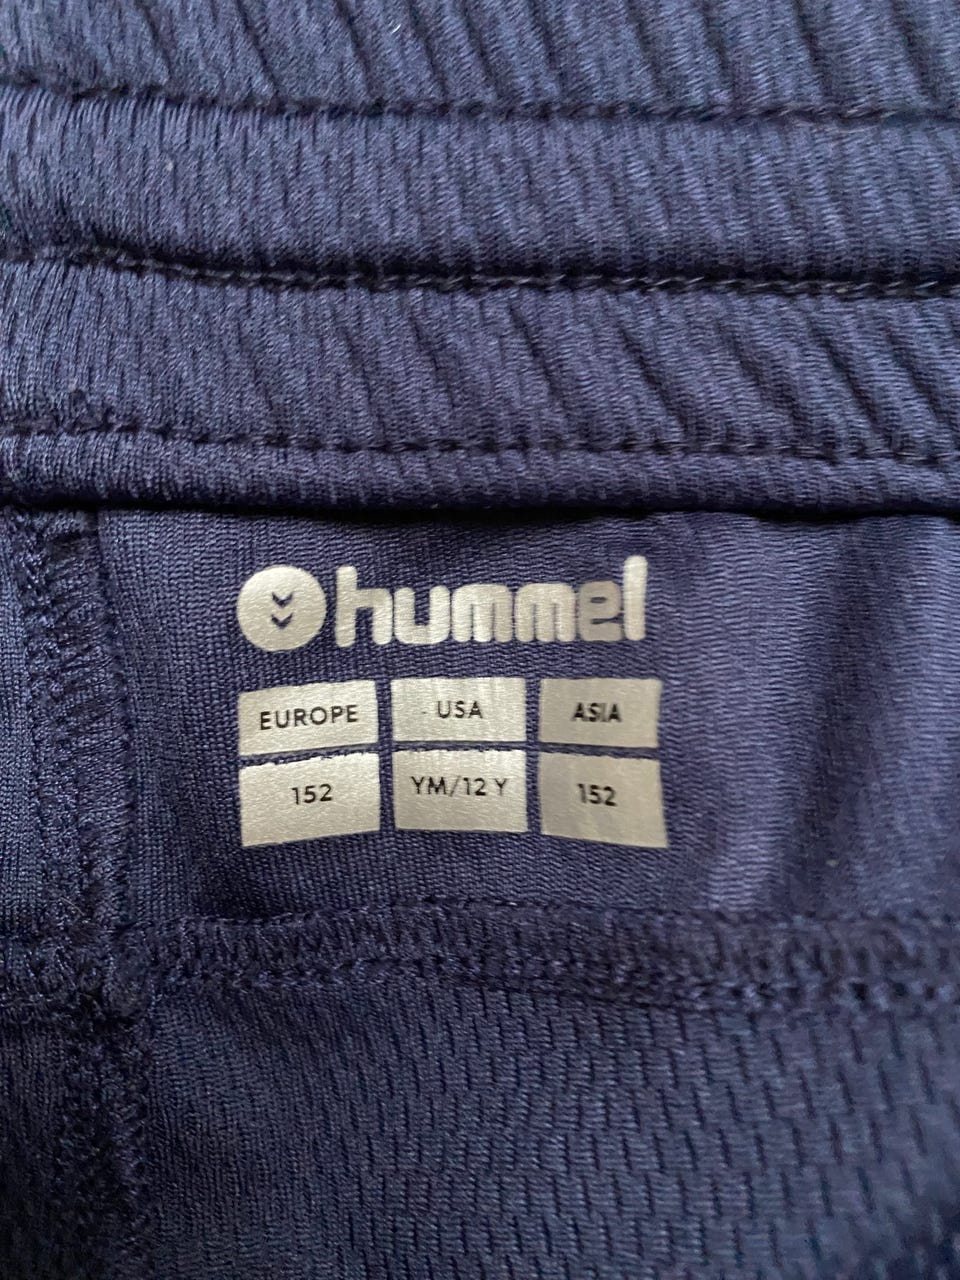 hummel
EUROPE USA ASIA
152 YM/12 Y 152